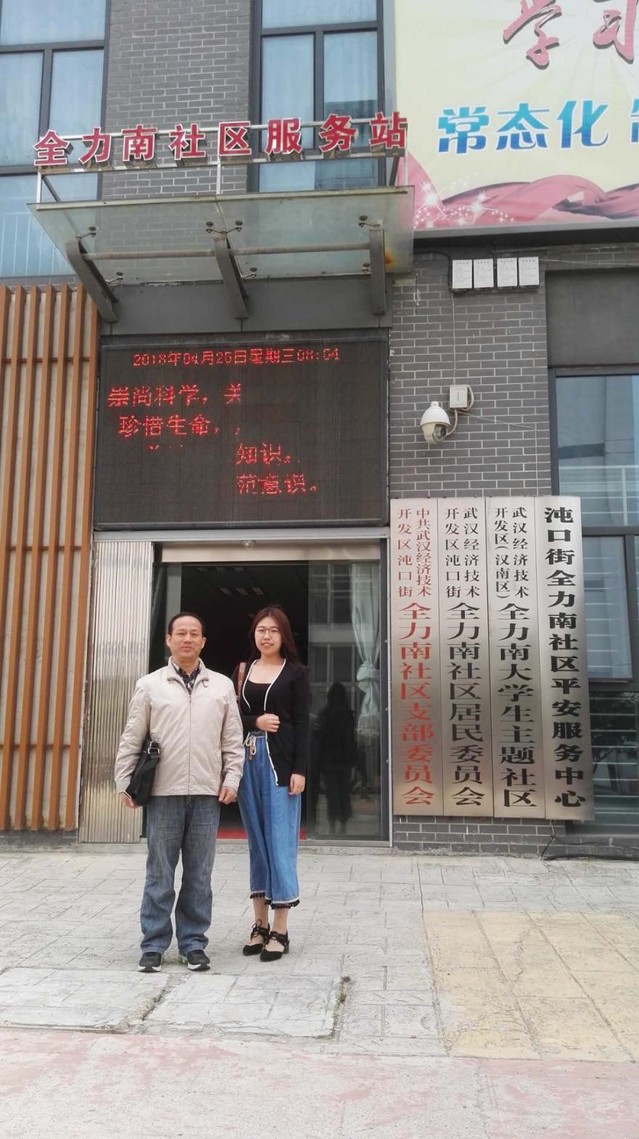 学习
常态化
全力南社区服务站
2018年04月25日星期三08:04
崇尚科学，关
珍惜生命，
知识。
范意识。
中共武汉经济技术
开发区沌口街
全力南社区支部委员会
武汉经济技术
开发区沌口街
全力南社区居民委员会
武汉经济技术
开发区（汉南区）
全力南大学生主题社区
沌口街全力南社区平安服务中心